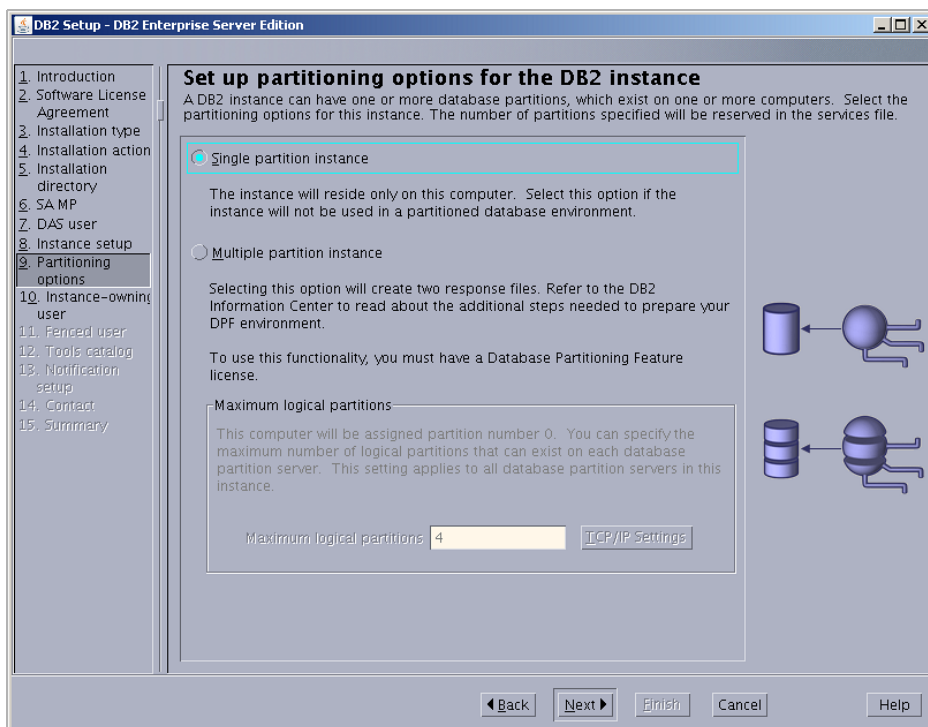 DB2 Setup - DB2 Enterprise Server Edition
1. Introduction
2. Software License
Agreement
3. Installation type
4. Installation action
5. Installation
directory
6. SA MP
7. DAS user
8. Instance setup
9. Partitioning
options
10. Instance-owning
user
11. Fenced user
12. Tools catalog
13. Notification
setup
14. Contact
15. Summary
Set up partitioning options for the DB2 instance
A DB2 instance can have one or more database partitions, which exist on one or more computers. Select the
partitioning options for this instance. The number of partitions specified will be reserved in the services file.
Single partition instance
The instance will reside only on this computer. Select this option if the
instance will not be used in a partitioned database environment.
Multiple partition instance
Selecting this option will create two response files. Refer to the DB2
Information Center to read about the additional steps needed to prepare your
DPF environment.
To use this functionality, you must have a Database Partitioning Feature
license.
Maximum logical partitions
This computer will be assigned partition number 0. You can specify the
maximum number of logical partitions that can exist on each database
partition server. This setting applies to all database partition servers in this
instance.
Maximum logical partitions 4 TCP/IP Settings
Back Next Finish Cancel Help